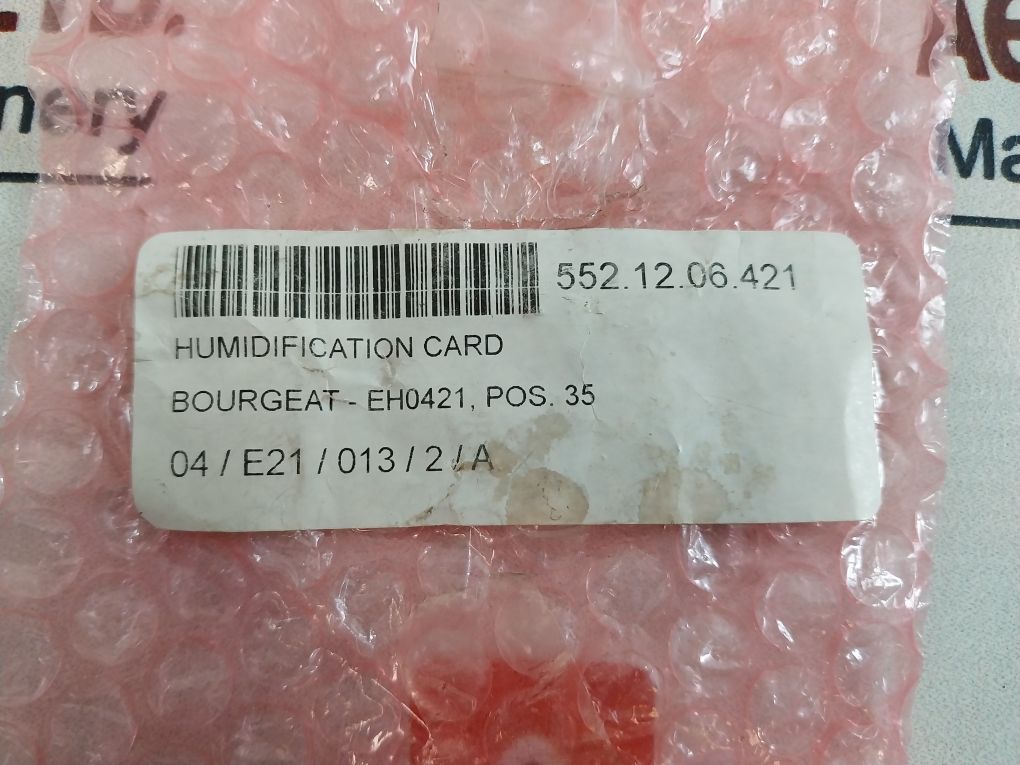 552.12.06.421
HUMIDIFICATION CARD
BOURGEAT - EH0421, POS. 35
04 / E21 / 013 / 2 / A